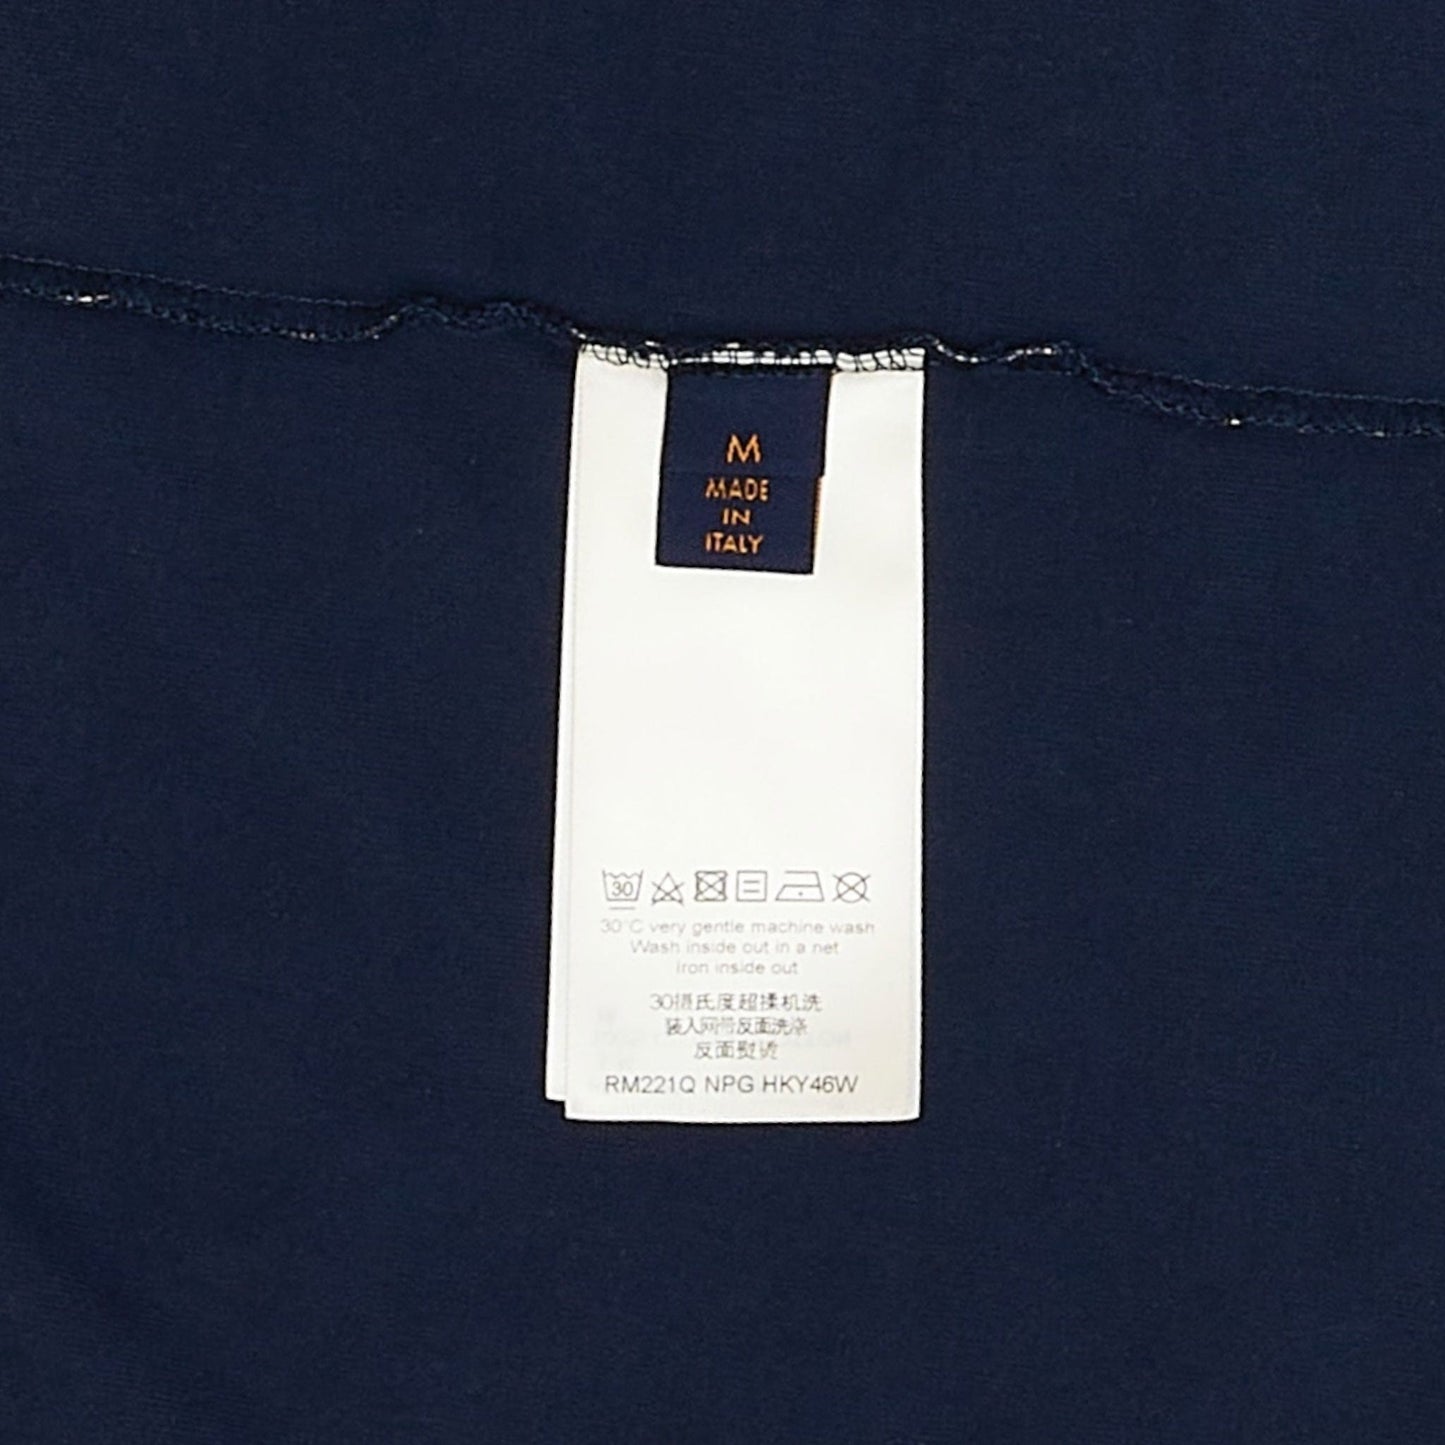 M
MADE
IN
ITALY
30
30°C very gentle machine wash
Wash inside out in a net
Iron inside out
30摄氏度超揉机洗
装入网带反面洗涤
反面熨烫
RM221Q NPG HKY46W